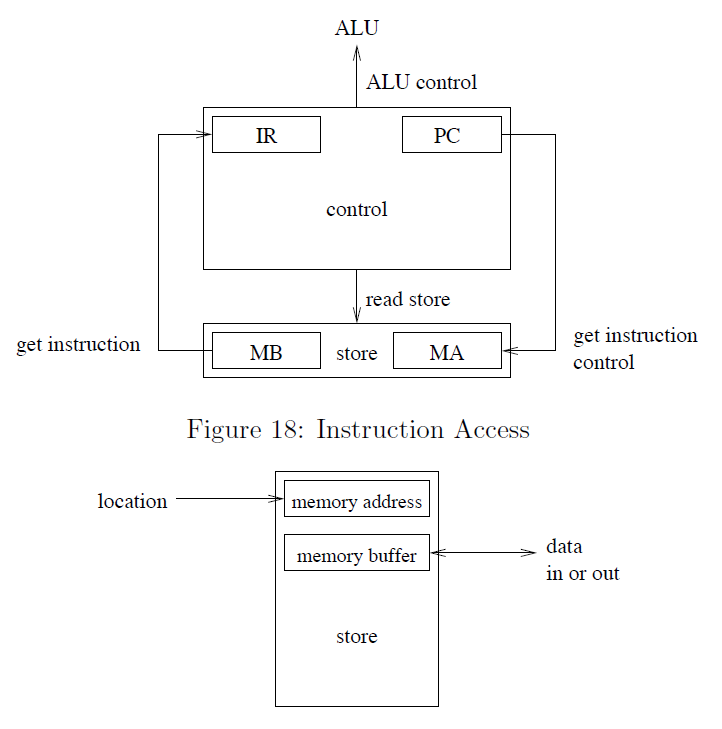 ALU
ALU control
IR
PC
control
read store
get instruction
MB
store
MA
get instruction
control
Figure 18: Instruction Access
location
memory address
memory buffer
data
in or out
store